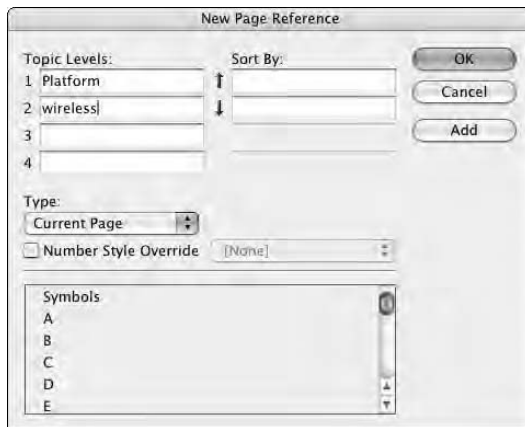 New Page Reference
Topic Levels: Sort By:
1 Platform
2 wireless
3
4
OK
Cancel
Add
Type:
Current Page
Number Style Override [None]
Symbols
A
B
C
D
E